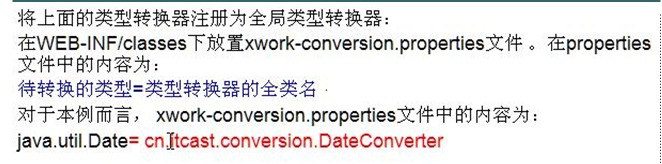 将上面的类型转换器注册为全局类型转换器：
在WEB-INF/classes下放置xwork-conversion.properties文件 。在properties
文件中的内容为：
待转换的类型=类型转换器的全类名
对于本例而言， xwork-conversion.properties文件中的内容为：
java.util.Date= cn.itcast.conversion.DateConverter